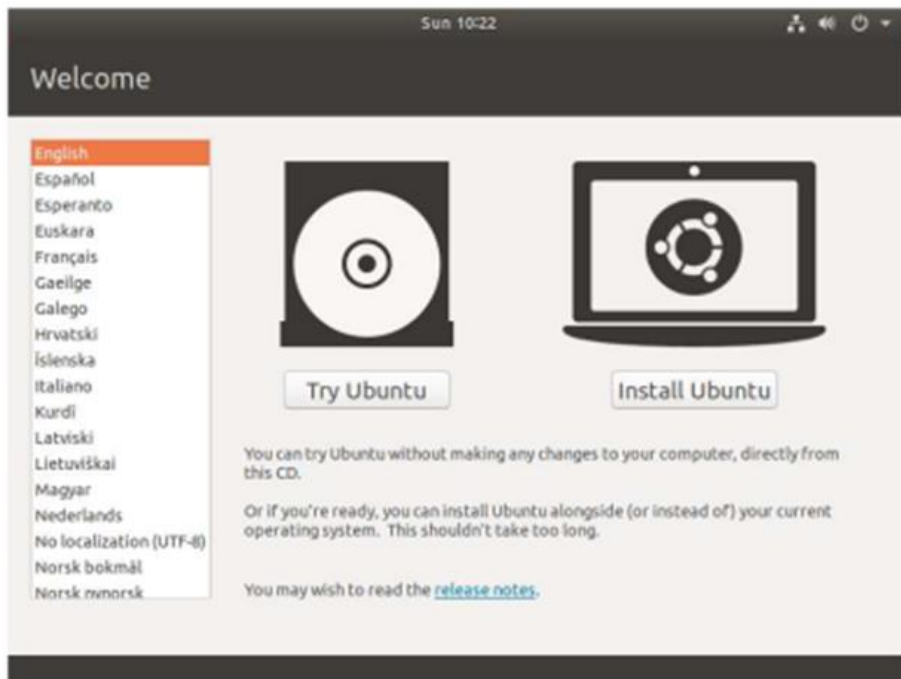 Sun 10:22
Welcome
English
Español
Esperanto
Euskara
Français
Gaeilge
Galego
Hrvatski
Íslenska
Italiano
Kurdî
Latviski
Lietuviškai
Magyar
Nederlands
No localization (UTF-8)
Norsk bokmål
Norsk nynorsk
Try Ubuntu
Install Ubuntu
You can try Ubuntu without making any changes to your computer, directly from
this CD.
Or if you're ready, you can install Ubuntu alongside (or instead of) your current
operating system. This shouldn't take too long.
You may wish to read the release notes.